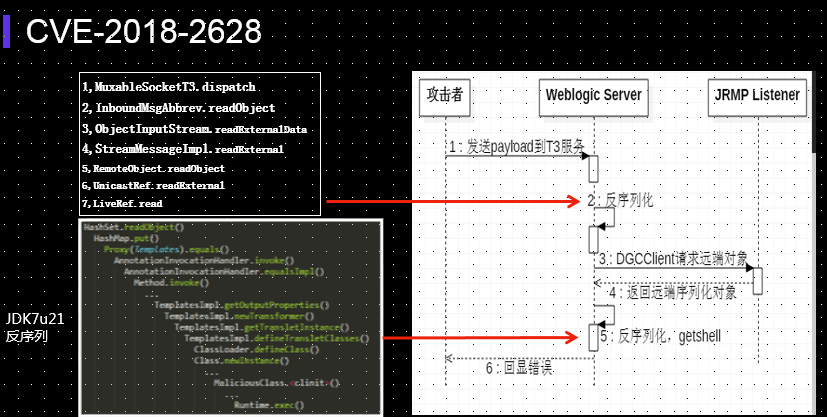 CVE-2018-2628
1,MuxableSocketT3.dispatch
2,InboundMsgAbbrev.readObject
3,ObjectInputStream.readExternalData
4,StreamMessageImpl.readExternal
5,RemoteObject.readObject
6,UnicastRef.readExternal
7,LiveRef.read
HashSet.readObject()
HashMap.put()
Proxy(Templates).equals()
AnnotationInvocationHandler.invoke()
AnnotationInvocationHandler.equalsImpl()
Method.invoke()
...
TemplatesImpl.getOutputProperties()
TemplatesImpl.newTransformer()
TemplatesImpl.getTransletInstance()
TemplatesImpl.defineTransletClasses()
ClassLoader.defineClass()
Class.newInstance()
...
MaliciousClass.<clinit>()
...
Runtime.exec()
JDK7u21
反序列
攻击者
Weblogic Server
JRMP Listener
1 : 发送payload到T3服务
2 : 反序列化
3 : DGCClient请求远端对象
4 : 返回远端序列化对象
5 : 反序列化，getshell
6 : 回显错误